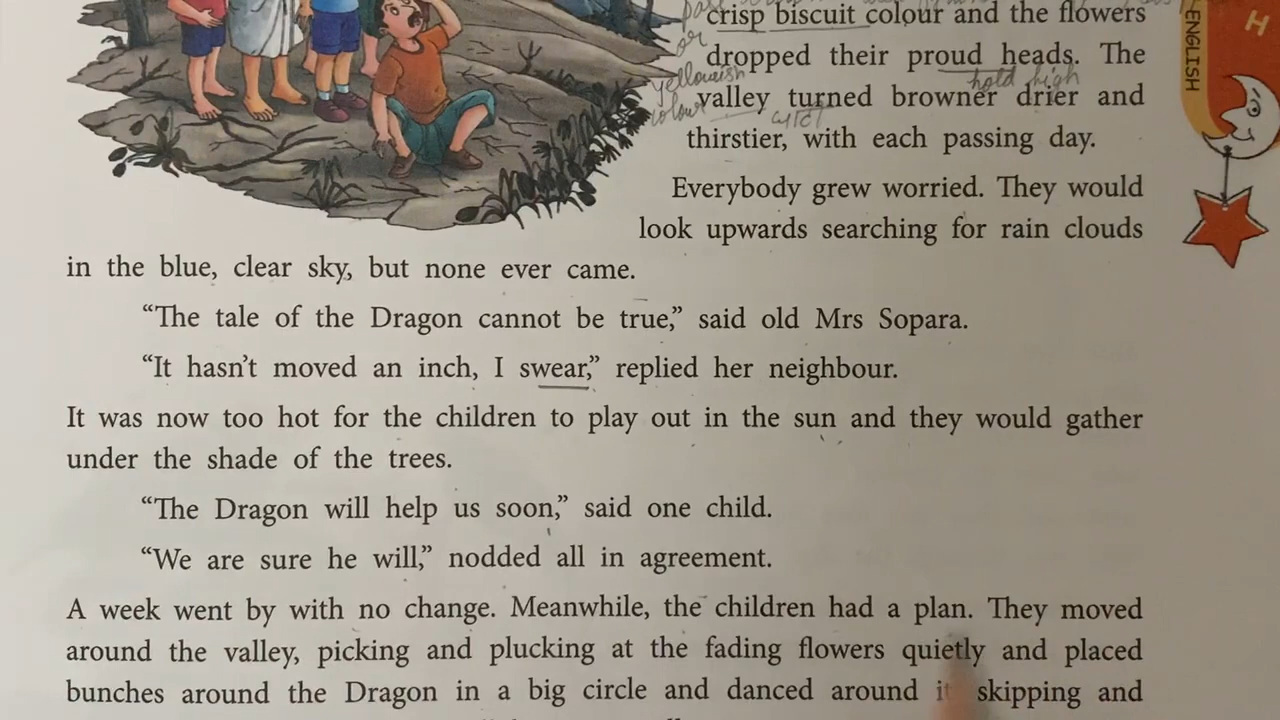 crisp biscuit colour and the flowers
or
dropped their proud heads. The
yellowish
hold high
colour
valley turned browner drier and
thirstier, with each passing day.
Everybody grew worried. They would
look upwards searching for rain clouds
in the blue, clear sky, but none ever came.
“The tale of the Dragon cannot be true,” said old Mrs Sopara.
“It hasn’t moved an inch, I swear,” replied her neighbour.
It was now too hot for the children to play out in the sun and they would gather
under the shade of the trees.
“The Dragon will help us soon,” said one child.
“We are sure he will,” nodded all in agreement.
A week went by with no change. Meanwhile, the children had a plan. They moved
around the valley, picking and plucking at the fading flowers quietly and placed
bunches around the Dragon in a big circle and danced around skipping and
ENGLISH
H